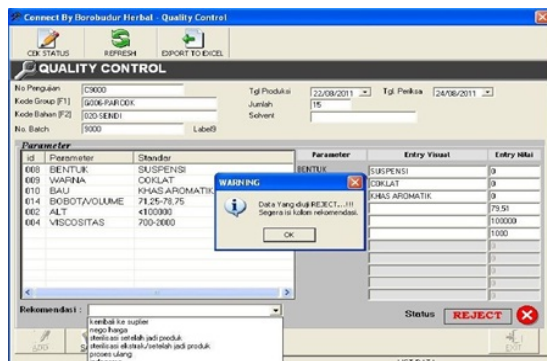 Connect By Borobudur Herbal - Quality Control
CEK STATUS REFRESH EXPORT TO EXCEL
QUALITY CONTROL
No Pengujian C9000 Tgl Produksi 22/08/2011 Tgl. Periksa 24/08/2011
Kode Group [F1] G006-PARCOK Jumlah 15
Kode Bahan [F2] 020-SENDI Solvent
No. Batch 9000 Label9
Parameter
id Parameter Standar Parameter Entry Visual Entry Nilai
008 BENTUK SUSPENSI BENTUK SUSPENSI 0
009 WARNA COKLAT COKLAT 0
010 BAU KHAS AROMATIK KHAS AROMATIK 0
014 BOBOT/VOLUME 71,25-78,75 79,51
002 ALT <100000 100000
004 VISCOSITAS 700-2000 1000
WARNING
Data Yang diuji REJECT....!!!
Segera isi kolom rekomendasi.
OK
Rekomendasi : Status REJECT
kembali ke suplier
nego harga
sterilisasi setelah jadi produk
sterilisasi ekstrak/setelah jadi produk
proses ulang
ADD EXIT